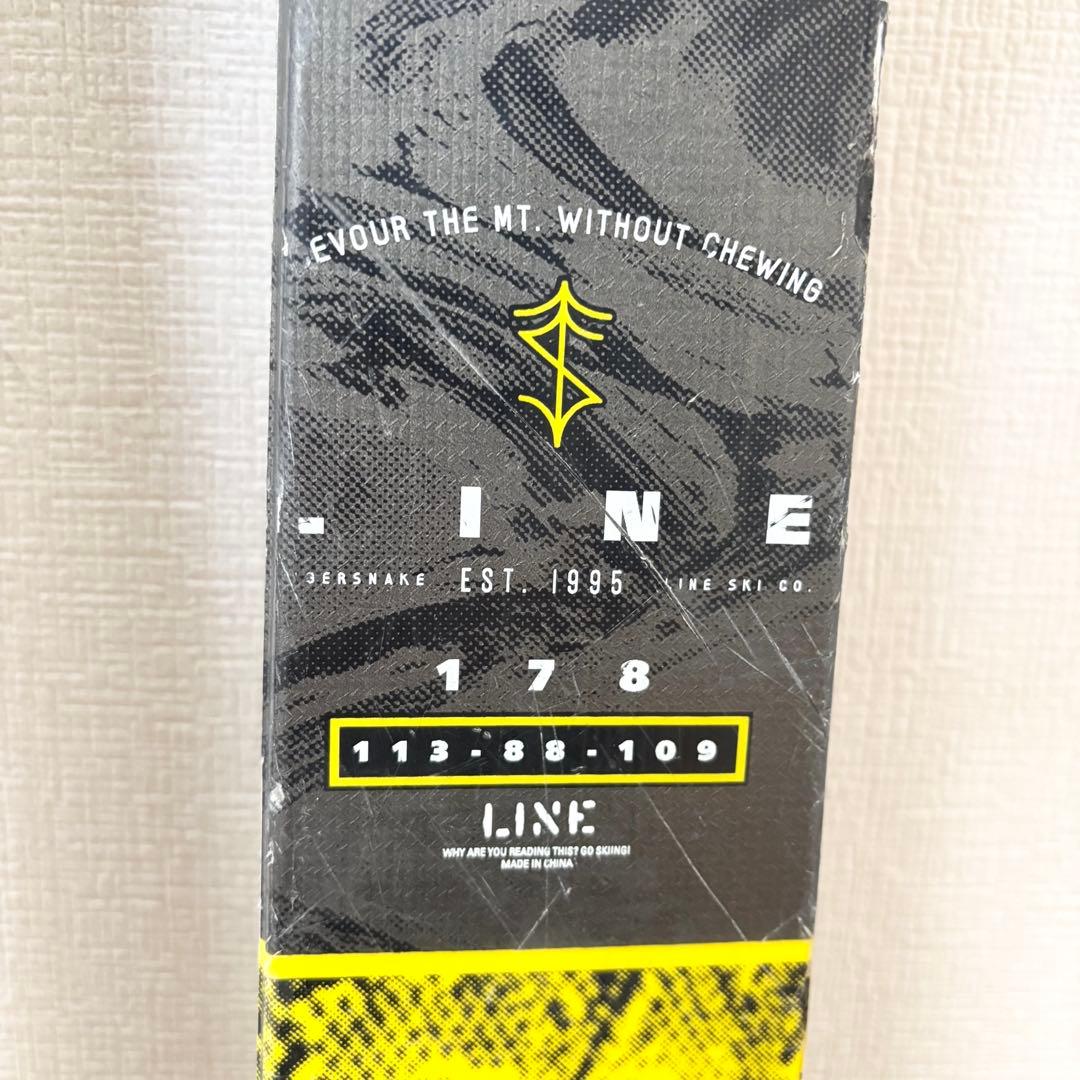 EVOUR THE MT. WITHOUT CHEWING
INE
ERSNAKE EST. 1995 LINE SKI CO.
178
113-88-109
LINE
WHY ARE YOU READING THIS? GO SKIING!
MADE IN CHINA